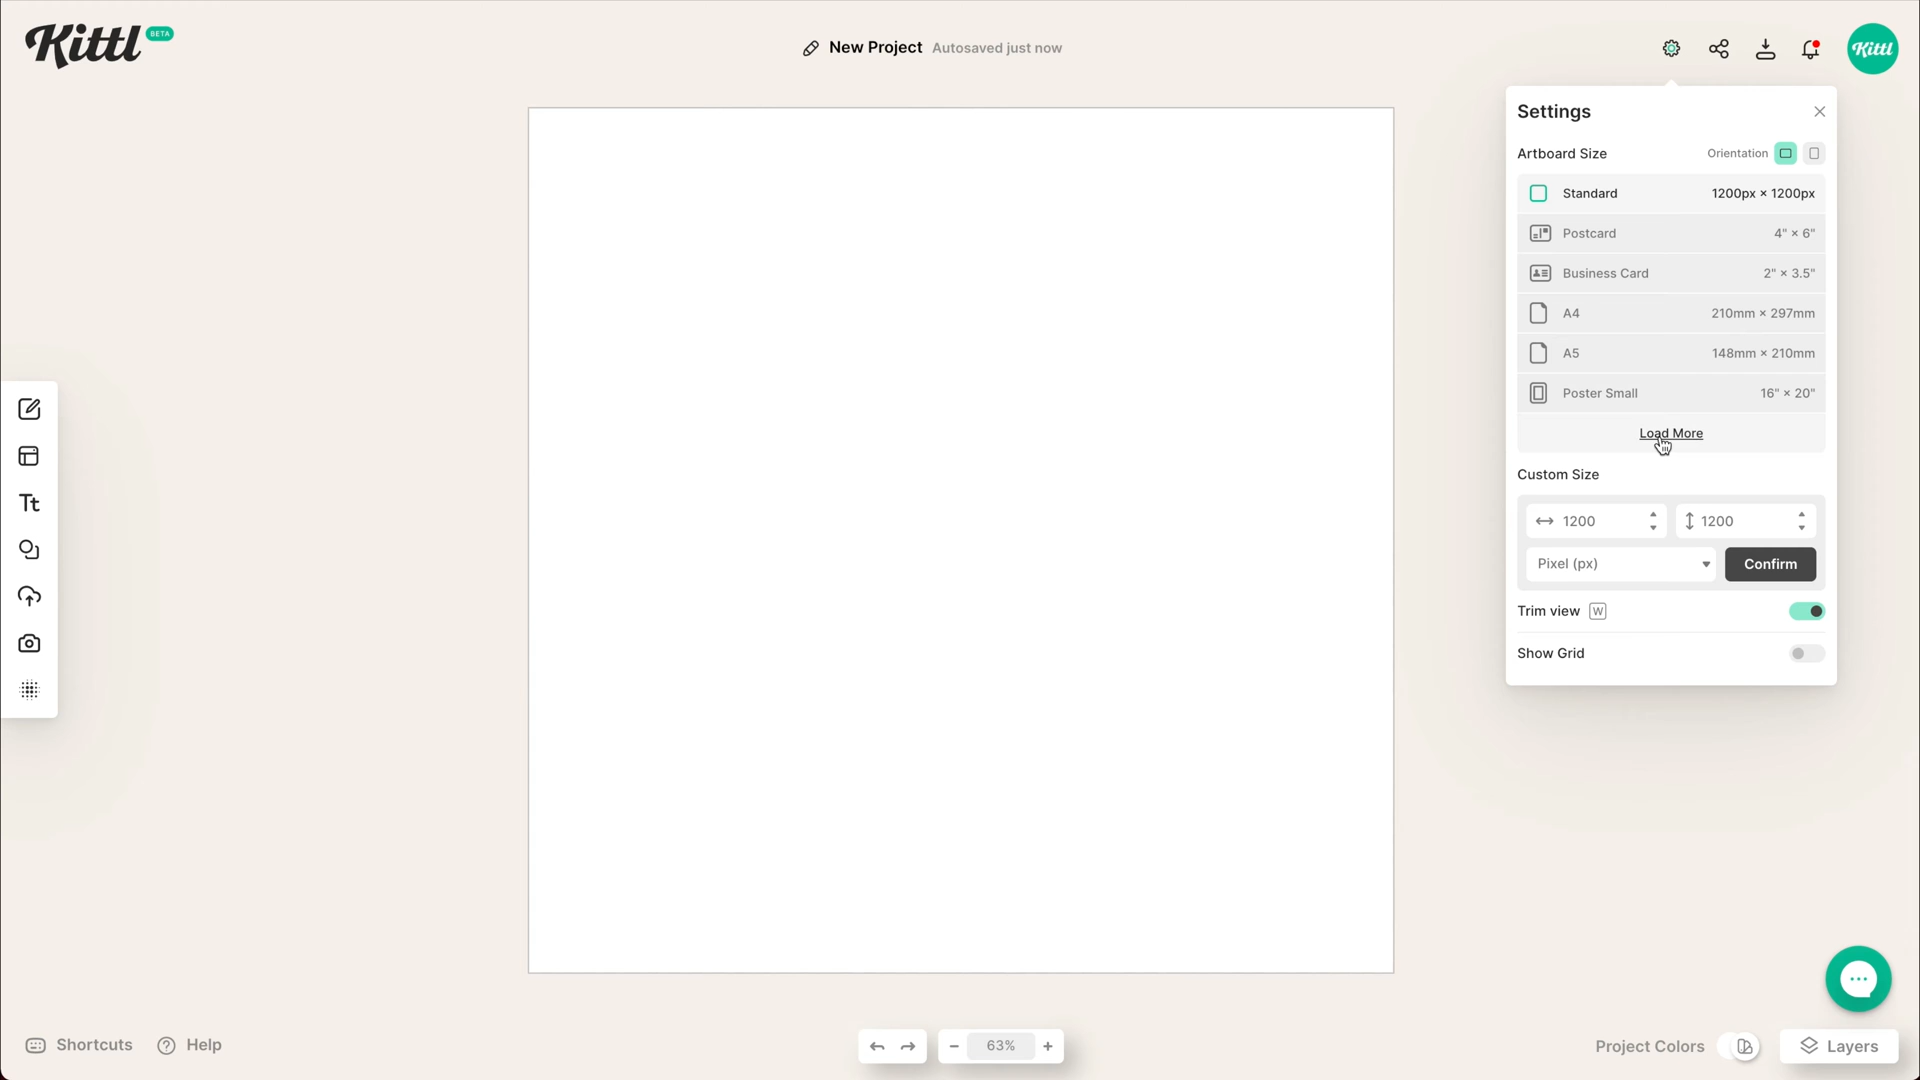 Kittl BETA
New Project Autosaved just now
Kittl
Settings
Artboard Size Orientation
Standard 1200px × 1200px
Postcard 4" × 6"
Business Card 2" × 3.5"
A4 210mm × 297mm
A5 148mm × 210mm
Poster Small 16" × 20"
Load More
Custom Size
1200 1200
Pixel (px) Confirm
Trim view W
Show Grid
Tt
Shortcuts Help
− 63% +
Project Colors Layers